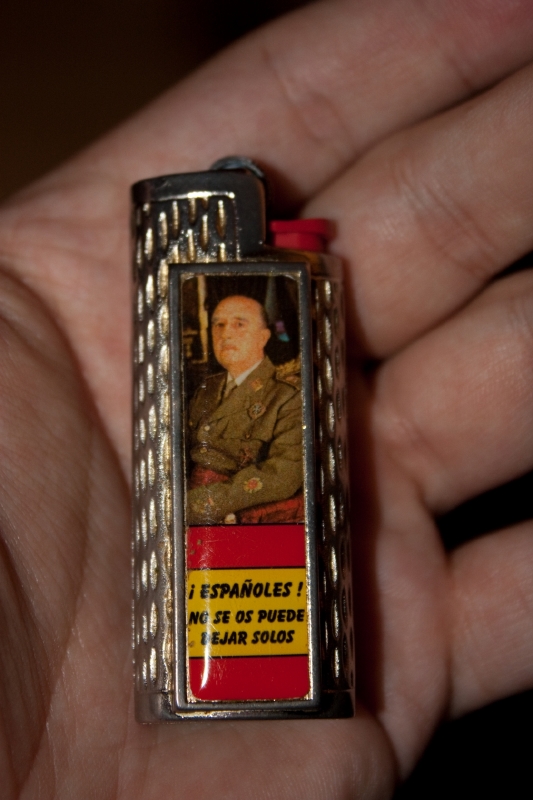 ¡ ESPAÑOLES !
NO SE OS PUEDE
DEJAR SOLOS